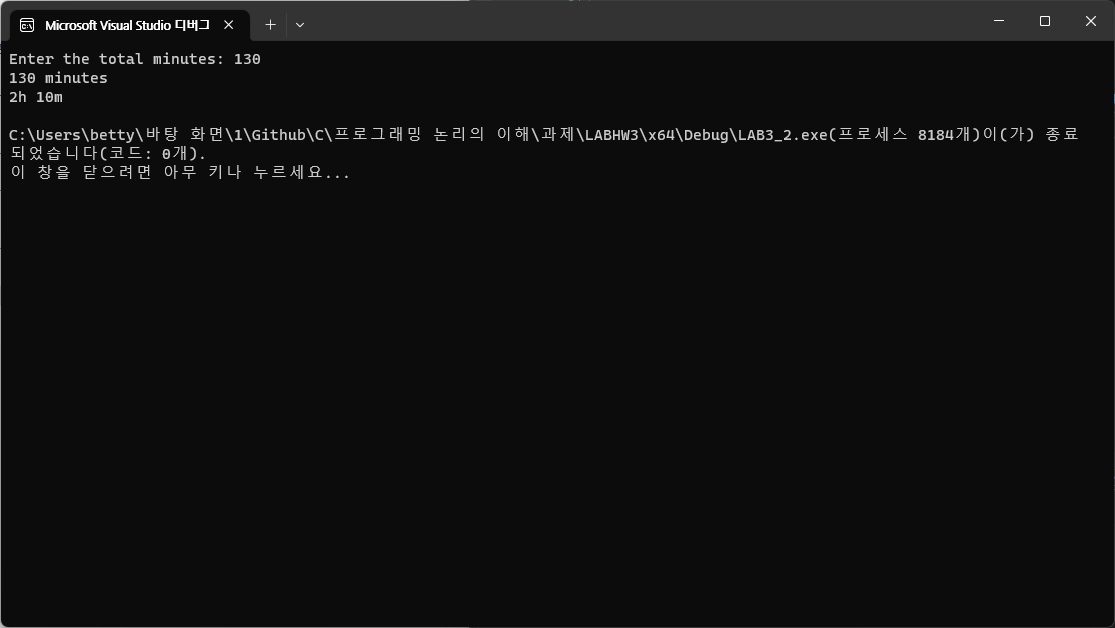 Microsoft Visual Studio 디버그
Enter the total minutes: 130
130 minutes
2h 10m
C:\Users\betty\바탕 화면\1\Github\C\프로그래밍 논리의 이해\과제\LABHW3\x64\Debug\LAB3_2.exe(프로세스 8184개)이(가) 종료
되었습니다(코드: 0개).
이 창을 닫으려면 아무 키나 누르세요...